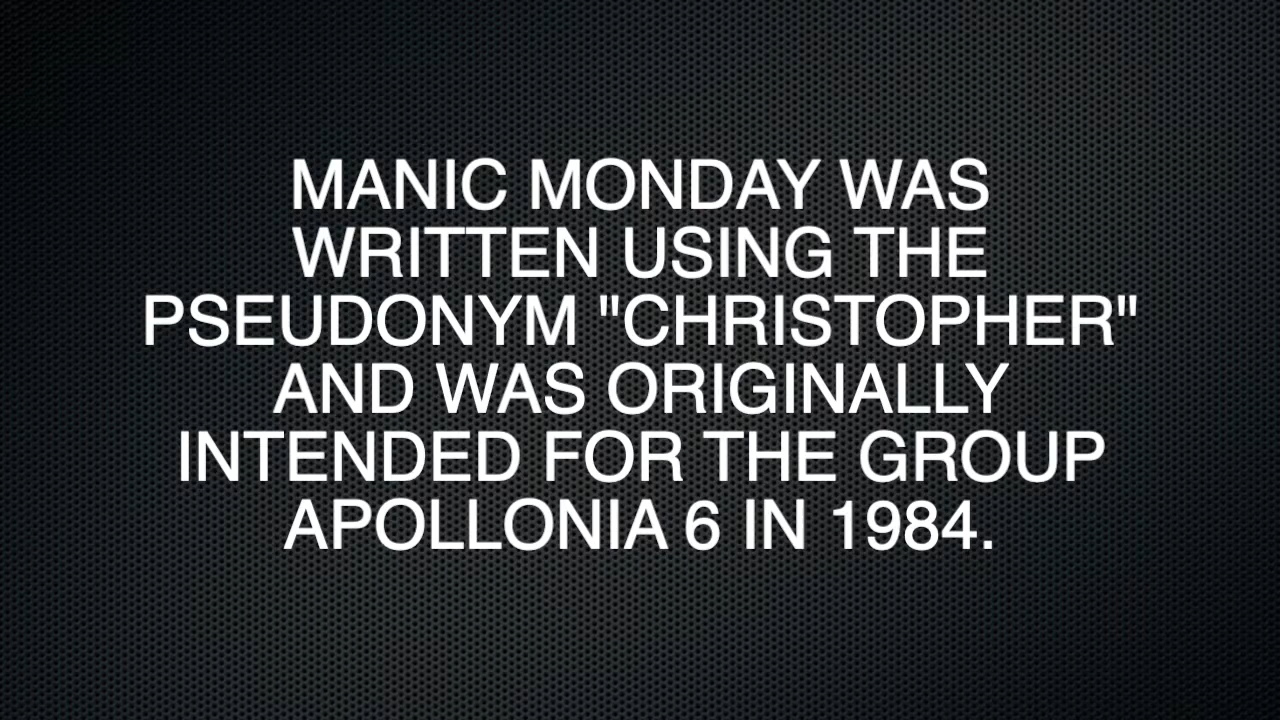 MANIC MONDAY WAS
WRITTEN USING THE
PSEUDONYM "CHRISTOPHER"
AND WAS ORIGINALLY
INTENDED FOR THE GROUP
APOLLONIA 6 IN 1984.